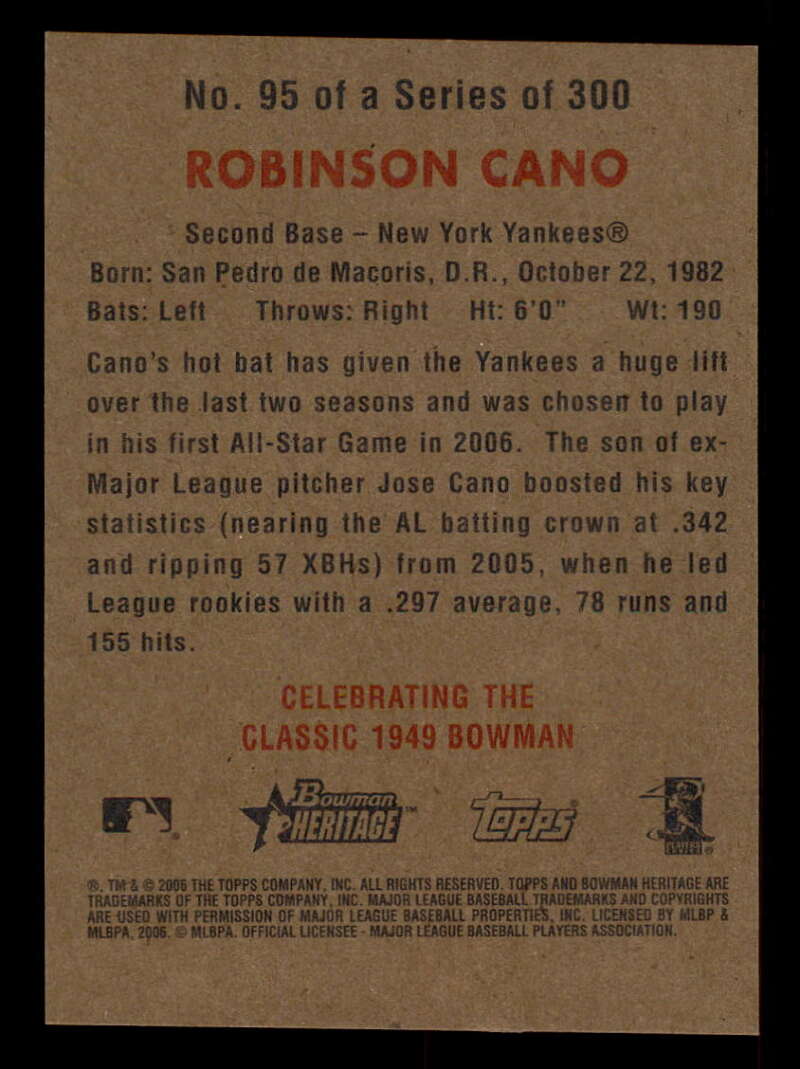 No. 95 of a Series of 300
ROBINSON CANO
Second Base – New York Yankees®
Born: San Pedro de Macoris, D.R., October 22, 1982
Bats: Left Throws: Right Ht: 6'0" Wt: 190
Cano's hot bat has given the Yankees a huge lift
over the last two seasons and was chosen to play
in his first All-Star Game in 2006. The son of ex-
Major League pitcher Jose Cano boosted his key
statistics (nearing the AL batting crown at .342
and ripping 57 XBHs) from 2005, when he led
League rookies with a .297 average, 78 runs and
155 hits.
CELEBRATING THE
CLASSIC 1949 BOWMAN
Bowman
HERITAGE™
Topps®
®, TM & © 2006 THE TOPPS COMPANY, INC. ALL RIGHTS RESERVED. TOPPS AND BOWMAN HERITAGE ARE
TRADEMARKS OF THE TOPPS COMPANY, INC. MAJOR LEAGUE BASEBALL TRADEMARKS AND COPYRIGHTS
ARE USED WITH PERMISSION OF MAJOR LEAGUE BASEBALL PROPERTIES, INC. LICENSED BY MLBP &
MLBPA, 2006. © MLBPA. OFFICIAL LICENSEE - MAJOR LEAGUE BASEBALL PLAYERS ASSOCIATION.